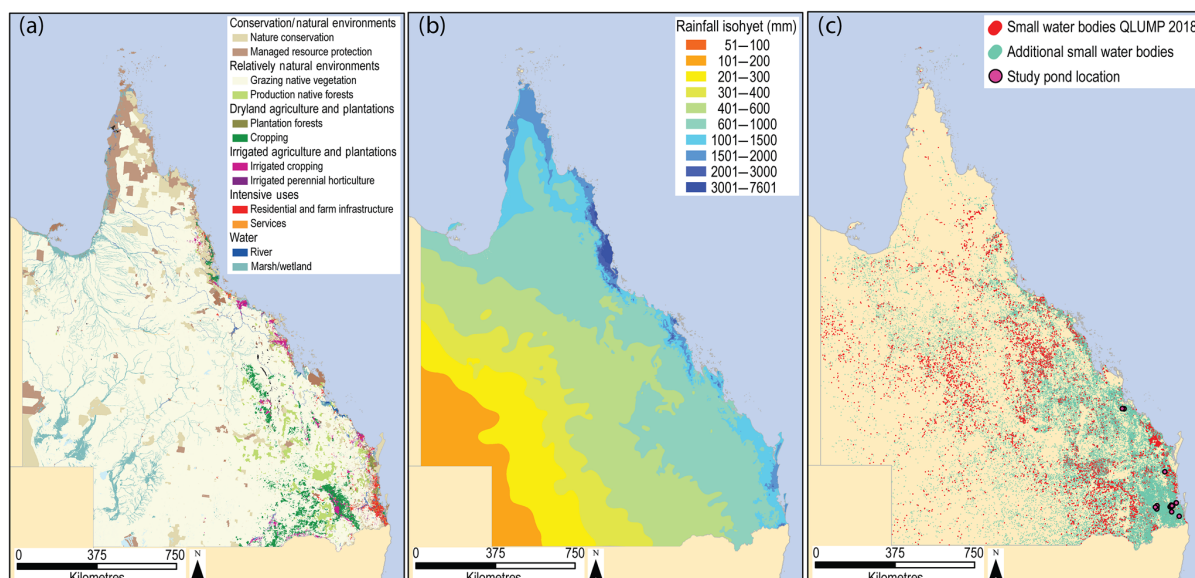 (a)
Conservation/natural environments
Nature conservation
Managed resource protection
Relatively natural environments
Grazing native vegetation
Production native forests
Dryland agriculture and plantations
Plantation forests
Cropping
Irrigated agriculture and plantations
Irrigated cropping
Irrigated perennial horticulture
Intensive uses
Residential and farm infrastructure
Services
Water
River
Marsh/wetland
0 375 750
Kilometres
N
(b)
Rainfall isohyet (mm)
51–100
101–200
201–300
301–400
401–600
601–1000
1001–1500
1501–2000
2001–3000
3001–7601
0 375 750
Kilometres
N
(c)
Small water bodies QLUMP 2018
Additional small water bodies
Study pond location
0 375 750
Kilometres
N